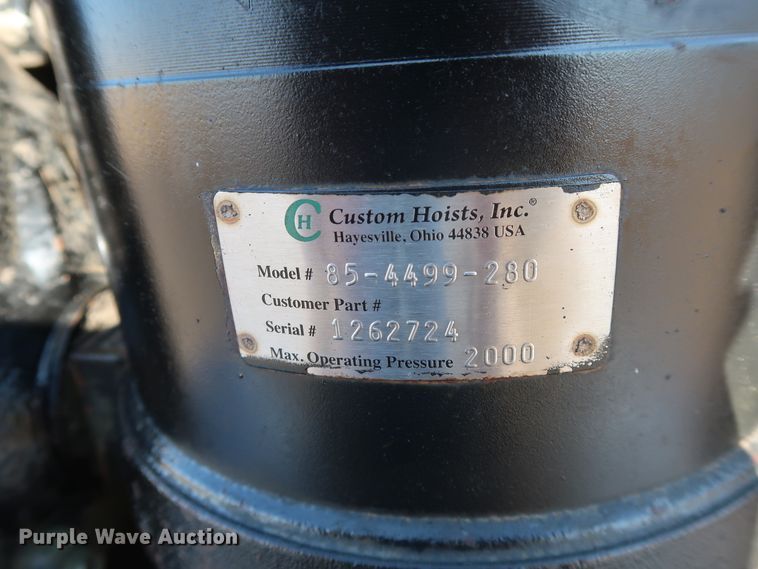 CH Custom Hoists, Inc.®
Hayesville, Ohio 44838 USA
Model # 85-4499-280
Customer Part #
Serial # 1262724
Max. Operating Pressure 2000
Purple Wave Auction®